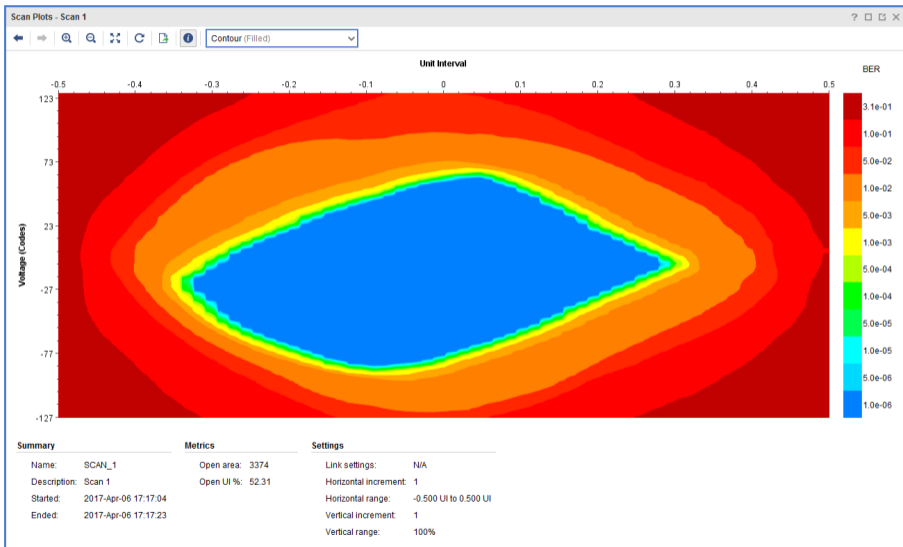 Scan Plots - Scan 1
Contour (Filled)
Unit Interval
BER
-0.5 -0.4 -0.3 -0.2 -0.1 0 0.1 0.2 0.3 0.4 0.5
Voltage (Codes)
123
73
23
-27
-77
-127
3.1e-01
1.0e-01
5.0e-02
1.0e-02
5.0e-03
1.0e-03
5.0e-04
1.0e-04
5.0e-05
1.0e-05
5.0e-06
1.0e-06
Summary
Name: SCAN_1
Description: Scan 1
Started: 2017-Apr-06 17:17:04
Ended: 2017-Apr-06 17:17:23
Metrics
Open area: 3374
Open UI %: 52.31
Settings
Link settings: N/A
Horizontal increment: 1
Horizontal range: -0.500 UI to 0.500 UI
Vertical increment: 1
Vertical range: 100%